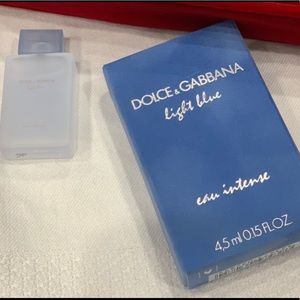 DOLCE & GABBANA
light blue
eau intense
4,5 ml 0.15 FL.OZ.